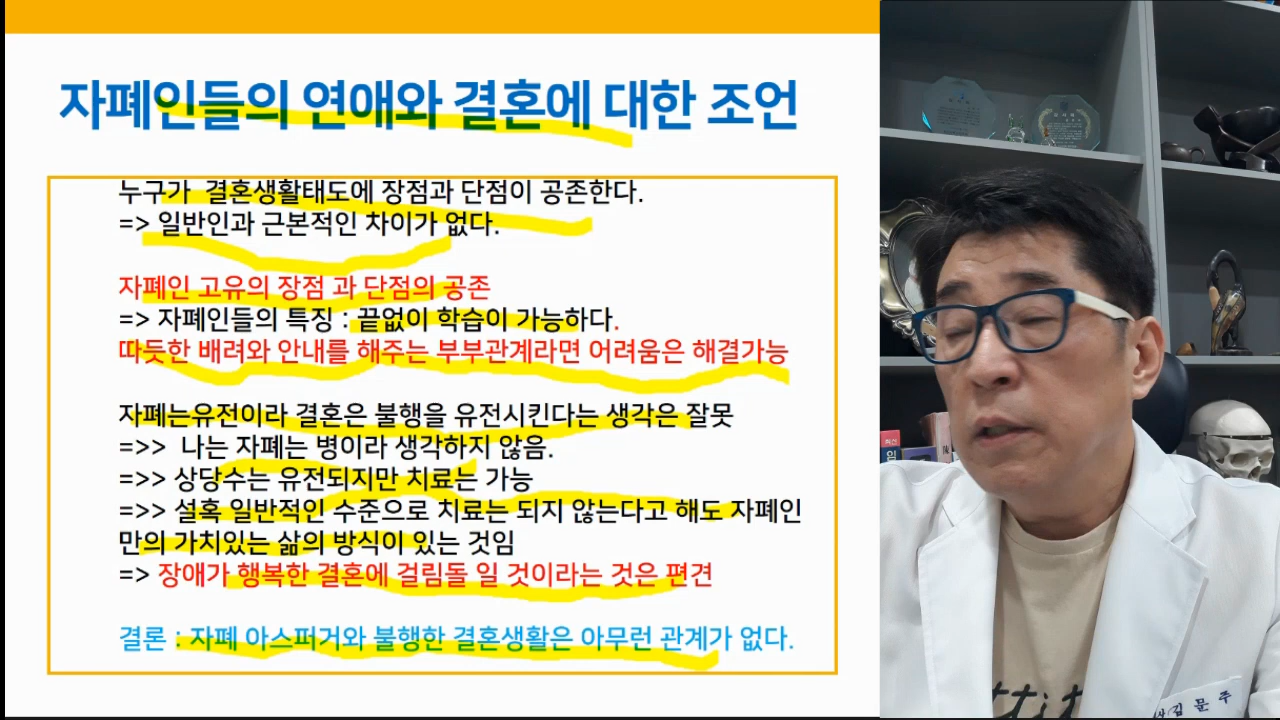 자폐인들의 연애와 결혼에 대한 조언
누구가 결혼생활태도에 장점과 단점이 공존한다.
=> 일반인과 근본적인 차이가 없다.
자폐인 고유의 장점 과 단점의 공존
=> 자폐인들의 특징 : 끝없이 학습이 가능하다.
따듯한 배려와 안내를 해주는 부부관계라면 어려움은 해결가능
자폐는유전이라 결혼은 불행을 유전시킨다는 생각은 잘못
=>> 나는 자폐는 병이라 생각하지 않음.
=>> 상당수는 유전되지만 치료는 가능
=>> 설혹 일반적인 수준으로 치료는 되지 않는다고 해도 자폐인
만의 가치있는 삶의 방식이 있는 것임
=> 장애가 행복한 결혼에 걸림돌 일 것이라는 것은 편견
결론 : 자폐 아스퍼거와 불행한 결혼생활은 아무런 관계가 없다.
김문주